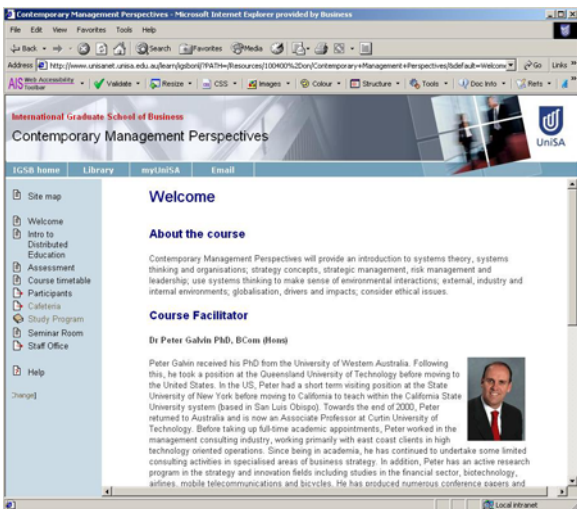 Contemporary Management Perspectives - Microsoft Internet Explorer provided by Business
File Edit View Favorites Tools Help
Back Search Favorites Media
Address http://www.unisanet.unisa.edu.au/learn/igsbonj/?PATH=/Resources/100400%2Don/Contemporary+Management+Perspectives/&default=Welcom Go Links »
AIS Web Accessibility Toolbar Validate Resize CSS Images Colour Structure Tools Doc Info Refs
International Graduate School of Business
Contemporary Management Perspectives
UniSA
IGSB home Library myUniSA Email
Site map
Welcome
Intro to
Distributed
Education
Assessment
Course timetable
Participants
Cafeteria
Study Program
Seminar Room
Staff Office
Help
Welcome
About the course
Contemporary Management Perspectives will provide an introduction to systems theory, systems
thinking and organisations; strategy concepts, strategic management, risk management and
leadership; use systems thinking to make sense of environmental interactions; external, industry and
internal environments; globalisation, drivers and impacts; consider ethical issues.
Course Facilitator
Dr Peter Galvin PhD, BCom (Hons)
Peter Galvin received his PhD from the University of Western Australia. Following
this, he took a position at the Queensland University of Technology before moving to
the United States. In the US, Peter had a short term visiting position at the State
University of New York before moving to California to teach within the California State
University system (based in San Luis Obispo). Towards the end of 2000, Peter
returned to Australia and is now an Associate Professor at Curtin University of
Technology. Before taking up full-time academic appointments, Peter worked in the
management consulting industry, working primarily with east coast clients in high
technology oriented operations. Since being in academia, he has continued to undertake some limited
consulting activities in specialised areas of business strategy. In addition, Peter has an active research
program in the strategy and innovation fields including studies in the financial sector, biotechnology,
airlines, mobile telecommunications and bicycles. He has produced numerous conference papers and
Local intranet